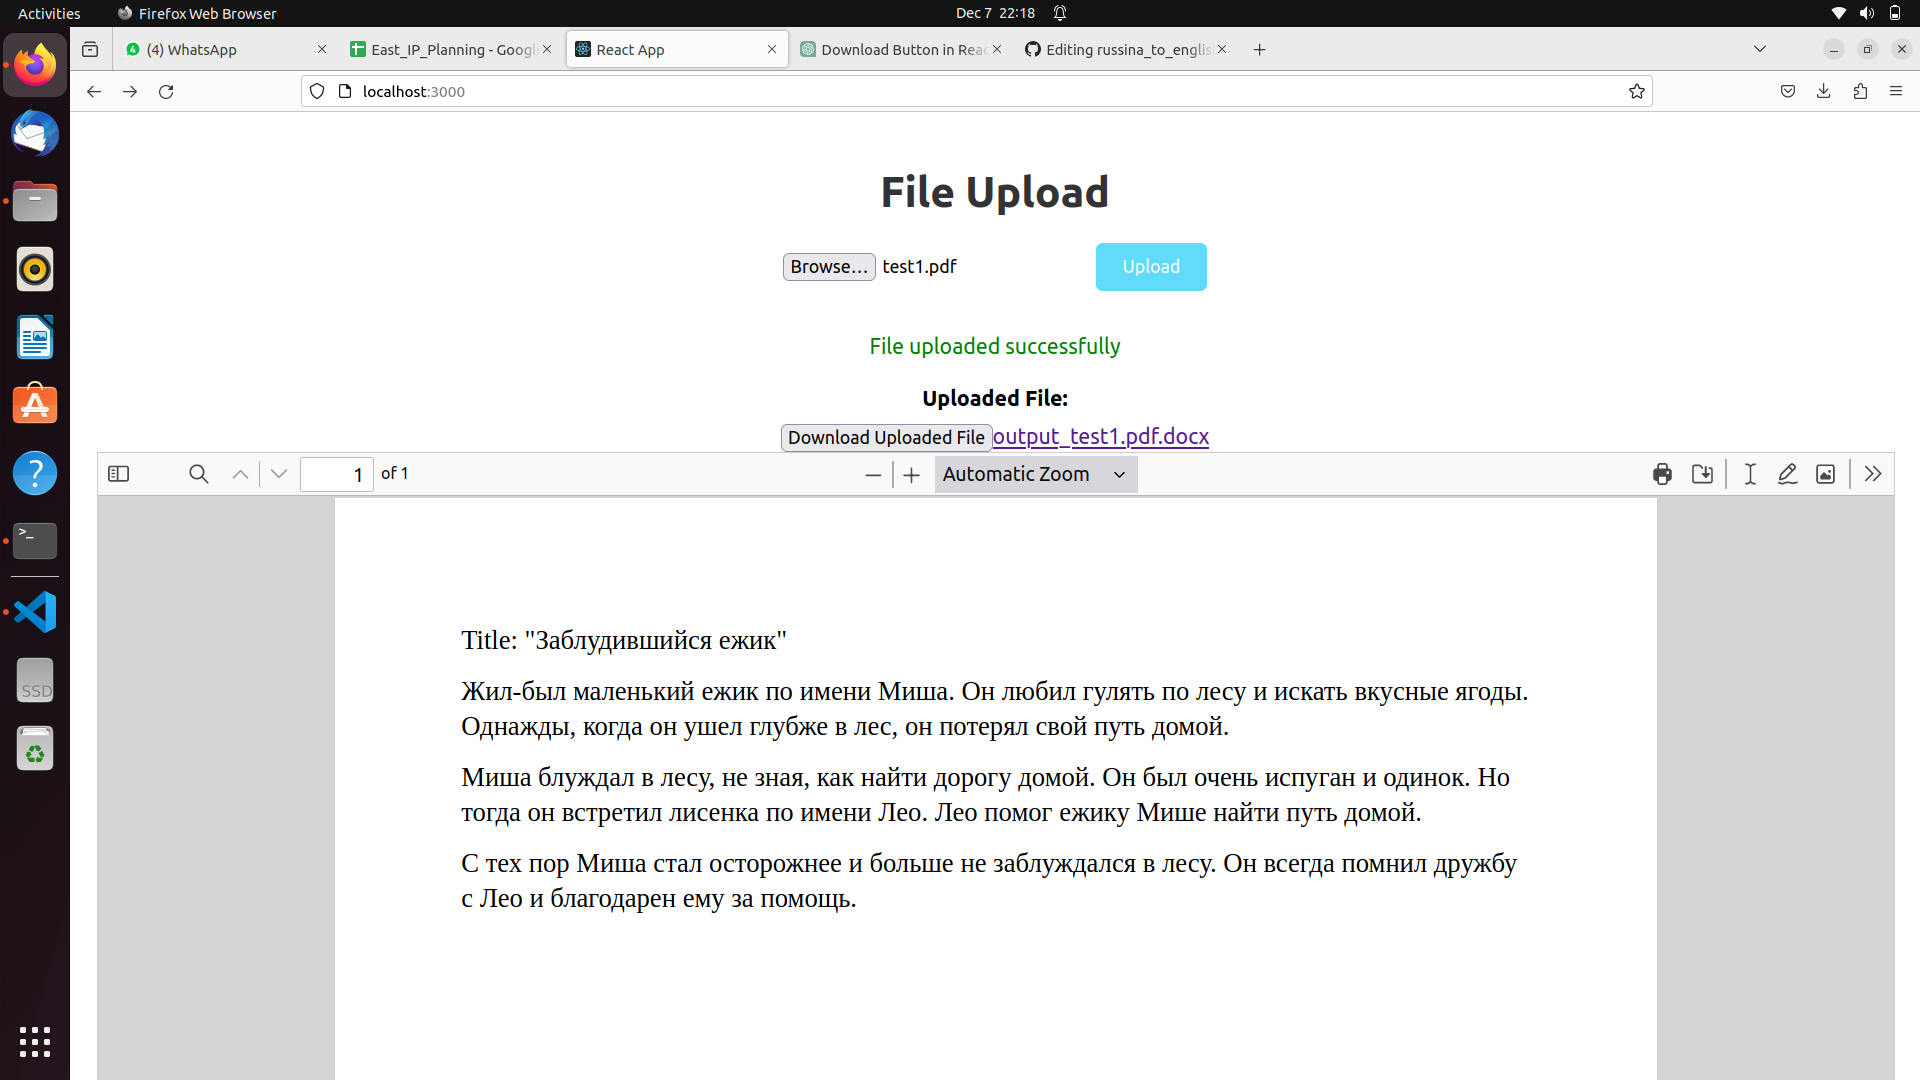 Activities
Firefox Web Browser
Dec 7 22:18
(4) WhatsApp
East_IP_Planning - Googl
React App
Download Button in Reac
Editing russina_to_englis
localhost:3000
File Upload
Browse...
test1.pdf
Upload
File uploaded successfully
Uploaded File:
Download Uploaded File
output_test1.pdf.docx
1
of 1
Automatic Zoom
Title: "Заблудившийся ежик"
Жил-был маленький ежик по имени Миша. Он любил гулять по лесу и искать вкусные ягоды.
Однажды, когда он ушел глубже в лес, он потерял свой путь домой.
Миша блуждал в лесу, не зная, как найти дорогу домой. Он был очень испуган и одинок. Но
тогда он встретил лисенка по имени Лео. Лео помог ежику Мише найти путь домой.
С тех пор Миша стал осторожнее и больше не заблуждался в лесу. Он всегда помнил дружбу
с Лео и благодарен ему за помощь.
SSD